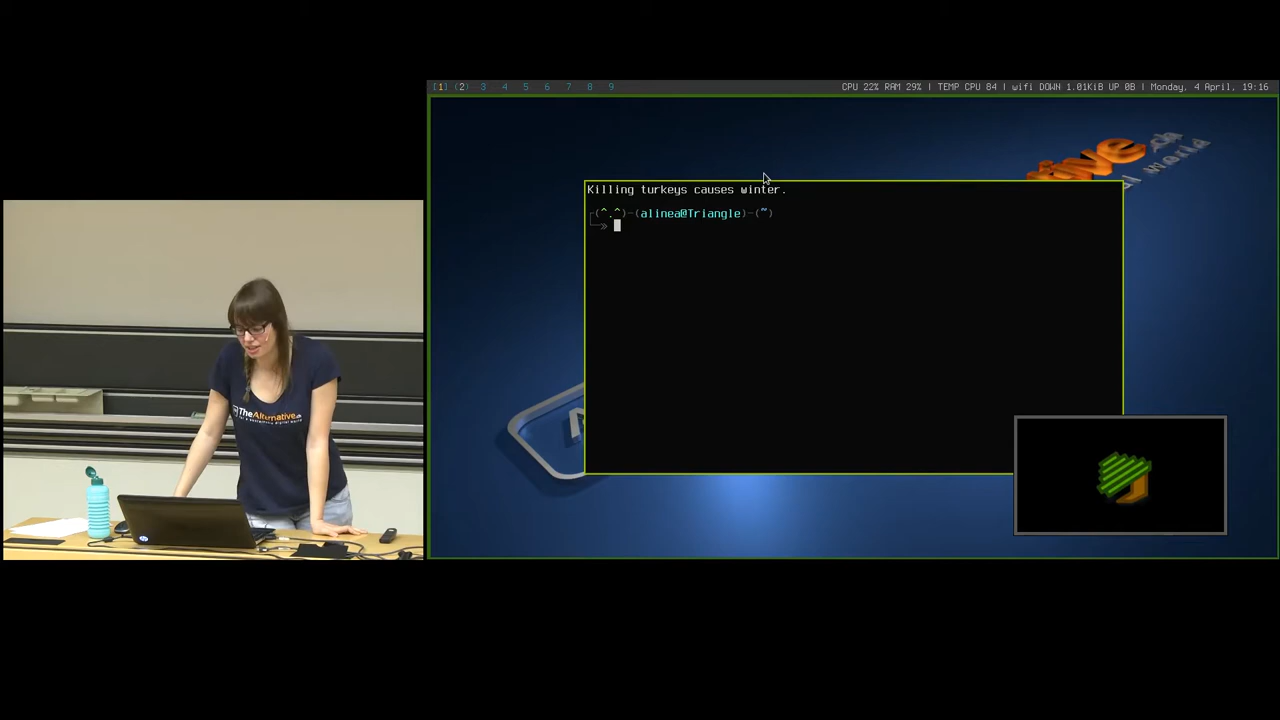 [1] (2) 3 4 5 6 7 8 9
CPU 22% RAM 29% | TEMP CPU 84 | wifi DOWN 1.01KiB UP 0B | Monday, 4 April, 19:16
Killing turkeys causes winter.
┌(^.^)-(alinea@Triangle)-(~)
└─»
TheAlternative.ch